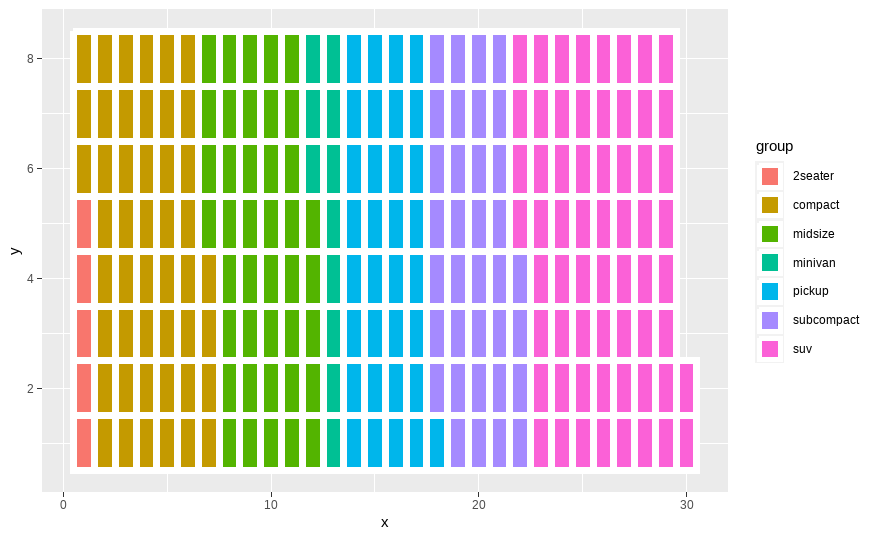 8
6
4
2
y
0 10 20 30
x
group
2seater
compact
midsize
minivan
pickup
subcompact
suv